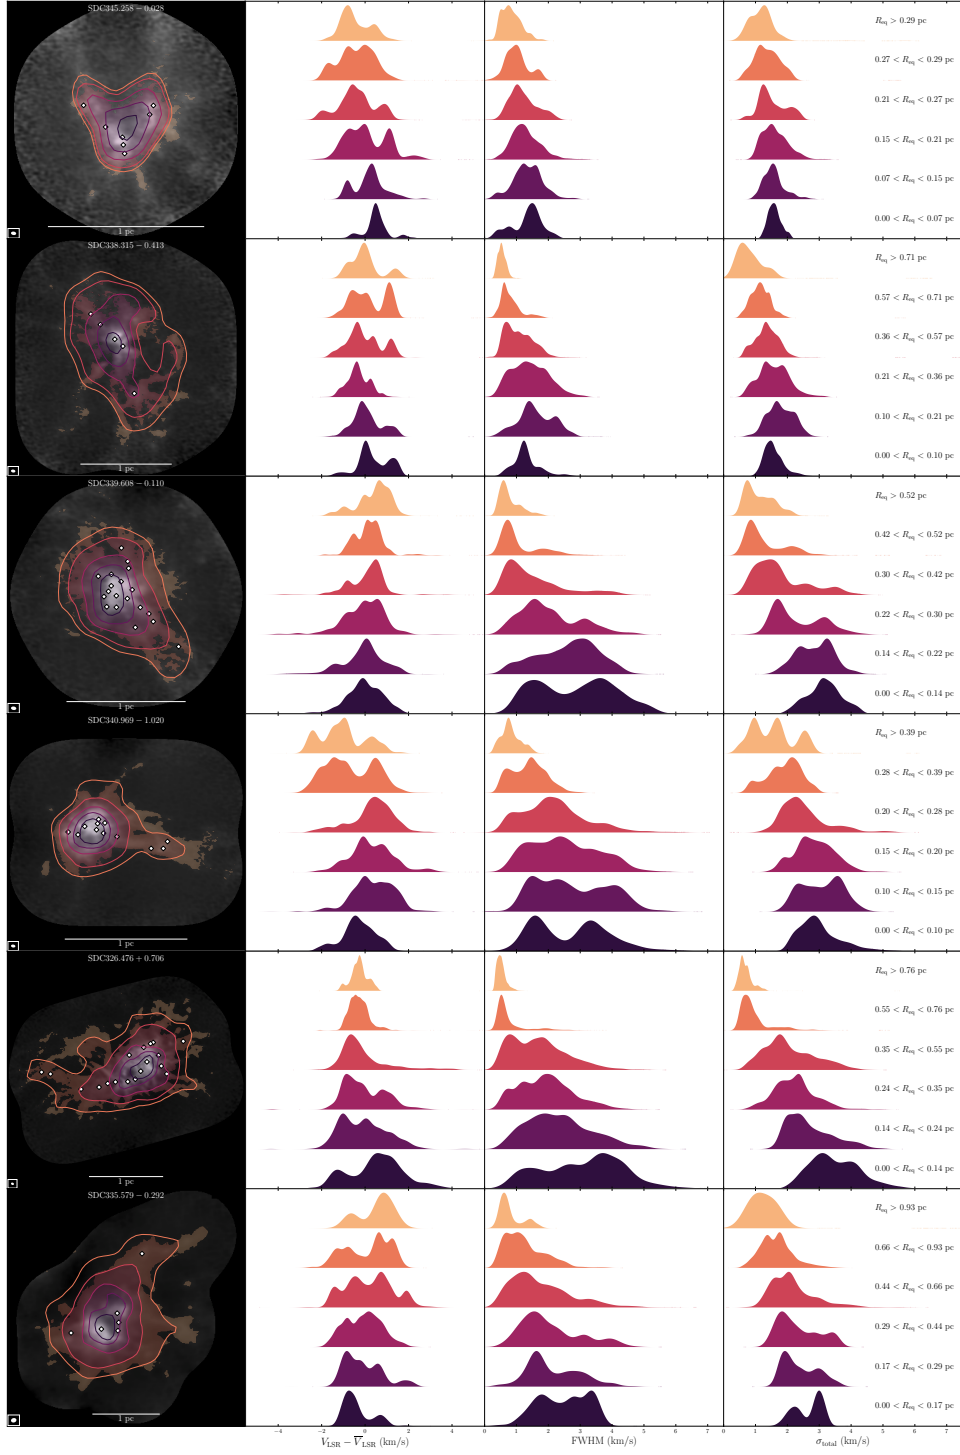 SDC345.258 − 0.028
1 pc
R_eq > 0.29 pc
0.27 < R_eq < 0.29 pc
0.21 < R_eq < 0.27 pc
0.15 < R_eq < 0.21 pc
0.07 < R_eq < 0.15 pc
0.00 < R_eq < 0.07 pc
SDC338.315 − 0.413
1 pc
R_eq > 0.71 pc
0.57 < R_eq < 0.71 pc
0.36 < R_eq < 0.57 pc
0.21 < R_eq < 0.36 pc
0.10 < R_eq < 0.21 pc
0.00 < R_eq < 0.10 pc
SDC339.608 − 0.110
1 pc
R_eq > 0.52 pc
0.42 < R_eq < 0.52 pc
0.30 < R_eq < 0.42 pc
0.22 < R_eq < 0.30 pc
0.14 < R_eq < 0.22 pc
0.00 < R_eq < 0.14 pc
SDC340.969 − 1.020
1 pc
R_eq > 0.39 pc
0.28 < R_eq < 0.39 pc
0.20 < R_eq < 0.28 pc
0.15 < R_eq < 0.20 pc
0.10 < R_eq < 0.15 pc
0.00 < R_eq < 0.10 pc
SDC326.476 + 0.706
1 pc
R_eq > 0.76 pc
0.55 < R_eq < 0.76 pc
0.35 < R_eq < 0.55 pc
0.24 < R_eq < 0.35 pc
0.14 < R_eq < 0.24 pc
0.00 < R_eq < 0.14 pc
SDC335.579 − 0.292
1 pc
R_eq > 0.93 pc
0.66 < R_eq < 0.93 pc
0.44 < R_eq < 0.66 pc
0.29 < R_eq < 0.44 pc
0.17 < R_eq < 0.29 pc
0.00 < R_eq < 0.17 pc
−4 −2 0 2 4
0 1 2 3 4 5 6
0 1 2 3 4 5 6 7
V_LSR − V̅_LSR (km/s)
FWHM (km/s)
σ_total (km/s)